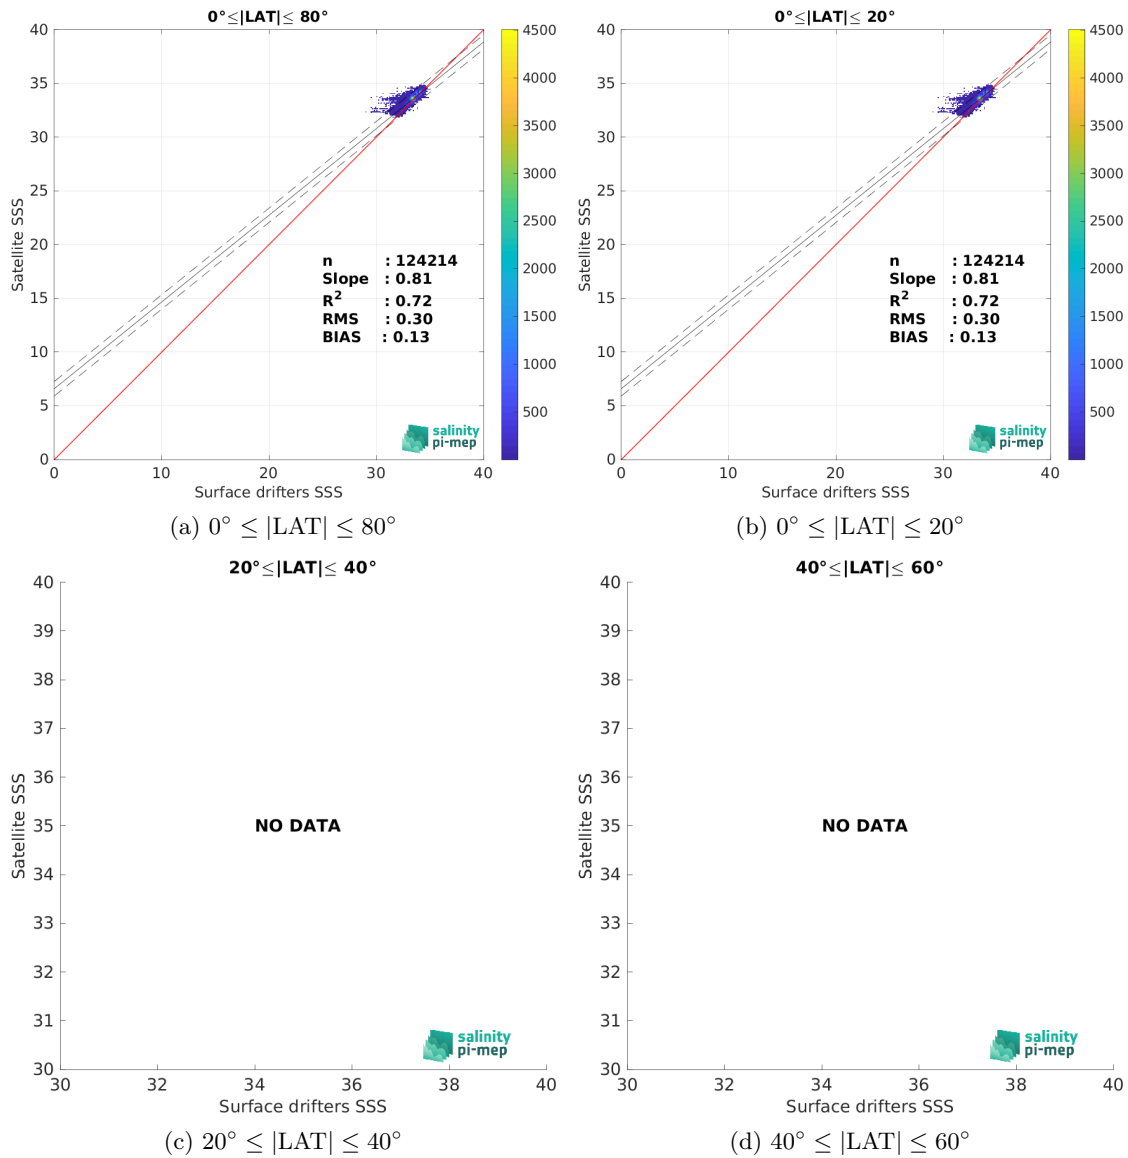 0°≤|LAT|≤ 80°
40
35
30
25
20
15
10
5
0
Satellite SSS
n : 124214
Slope : 0.81
R² : 0.72
RMS : 0.30
BIAS : 0.13
salinity
pi-mep
0 10 20 30 40
Surface drifters SSS
4500
4000
3500
3000
2500
2000
1500
1000
500
(a) 0° ≤ |LAT| ≤ 80°
0°≤|LAT|≤ 20°
40
35
30
25
20
15
10
5
0
Satellite SSS
n : 124214
Slope : 0.81
R² : 0.72
RMS : 0.30
BIAS : 0.13
salinity
pi-mep
0 10 20 30 40
Surface drifters SSS
4500
4000
3500
3000
2500
2000
1500
1000
500
(b) 0° ≤ |LAT| ≤ 20°
20°≤|LAT|≤ 40°
40
39
38
37
36
35
34
33
32
31
30
Satellite SSS
NO DATA
salinity
pi-mep
30 32 34 36 38 40
Surface drifters SSS
(c) 20° ≤ |LAT| ≤ 40°
40°≤|LAT|≤ 60°
40
39
38
37
36
35
34
33
32
31
30
Satellite SSS
NO DATA
salinity
pi-mep
30 32 34 36 38 40
Surface drifters SSS
(d) 40° ≤ |LAT| ≤ 60°